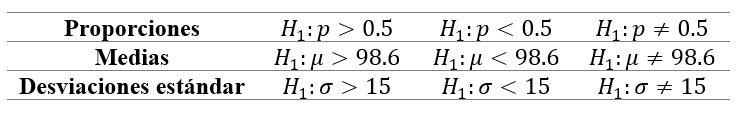 Proporciones H₁: p > 0.5 H₁: p < 0.5 H₁: p ≠ 0.5
Medias H₁: μ > 98.6 H₁: μ < 98.6 H₁: μ ≠ 98.6
Desviaciones estándar H₁: σ > 15 H₁: σ < 15 H₁: σ ≠ 15